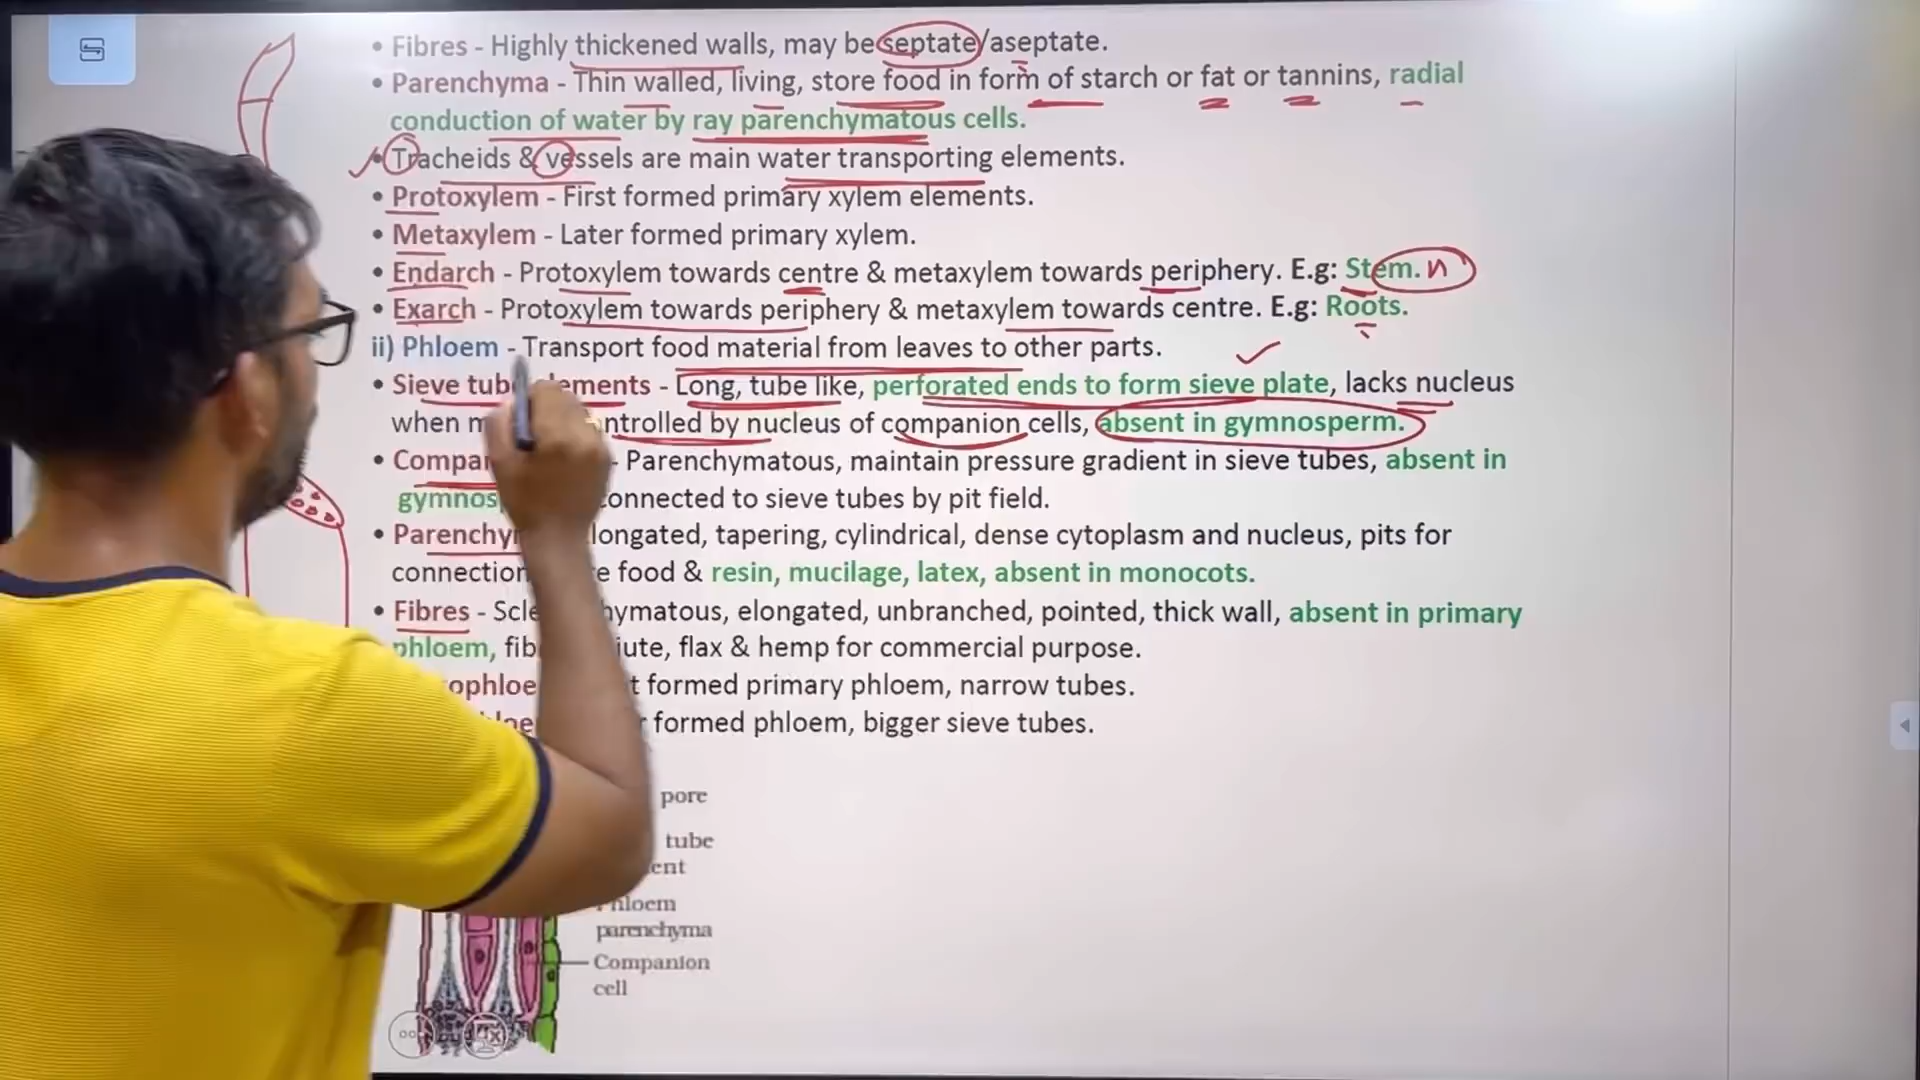 • Fibres - Highly thickened walls, may be septate/aseptate.
• Parenchyma - Thin walled, living, store food in form of starch or fat or tannins, radial
conduction of water by ray parenchymatous cells.
• Tracheids & vessels are main water transporting elements.
• Protoxylem - First formed primary xylem elements.
• Metaxylem - Later formed primary xylem.
• Endarch - Protoxylem towards centre & metaxylem towards periphery. E.g: Stem. n
• Exarch - Protoxylem towards periphery & metaxylem towards centre. E.g: Roots.
ii) Phloem - Transport food material from leaves to other parts.
• Sieve tub ements - Long, tube like, perforated ends to form sieve plate, lacks nucleus
when m ntrolled by nucleus of companion cells, absent in gymnosperm.
• Compa - Parenchymatous, maintain pressure gradient in sieve tubes, absent in
gymnos connected to sieve tubes by pit field.
• Parenchy longated, tapering, cylindrical, dense cytoplasm and nucleus, pits for
connection e food & resin, mucilage, latex, absent in monocots.
• Fibres - Scle hymatous, elongated, unbranched, pointed, thick wall, absent in primary
phloem, fib jute, flax & hemp for commercial purpose.
ophloe t formed primary phloem, narrow tubes.
loe r formed phloem, bigger sieve tubes.
pore
tube
ent
hloem
parenchyma
Companion
cell